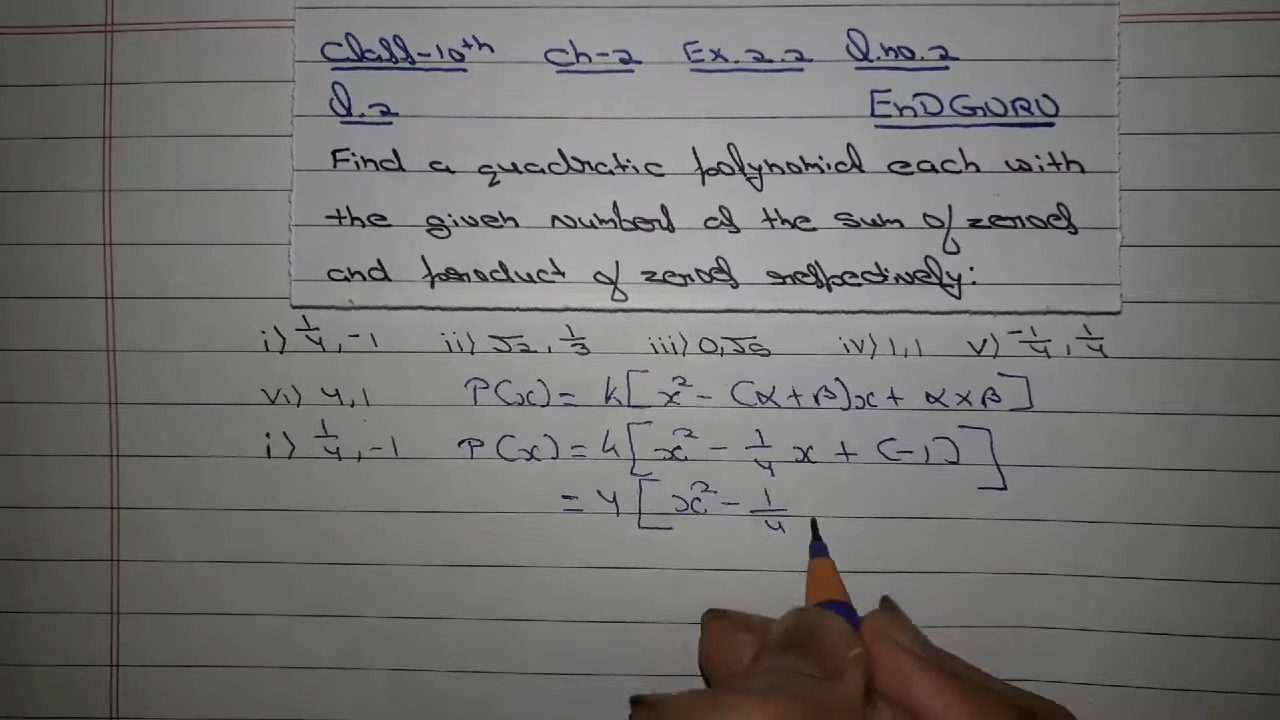 Class-10th Ch-2 Ex. 2.2 Q.no.2
Q.2 EnD GURU
Find a quadratic polynomial each with
the given numbers as the sum of zeroes
and product of zeroes respectively:
i) 1/4, -1 ii) √2, 1/3 iii) 0, √5 iv) 1, 1 v) -1/4, 1/4
vi) 4, 1 P(x) = k[x² - (α+β)x + α×β]
i) 1/4, -1 P(x) = k[x² - 1/4 x + (-1)]
= 4[x² - 1/4